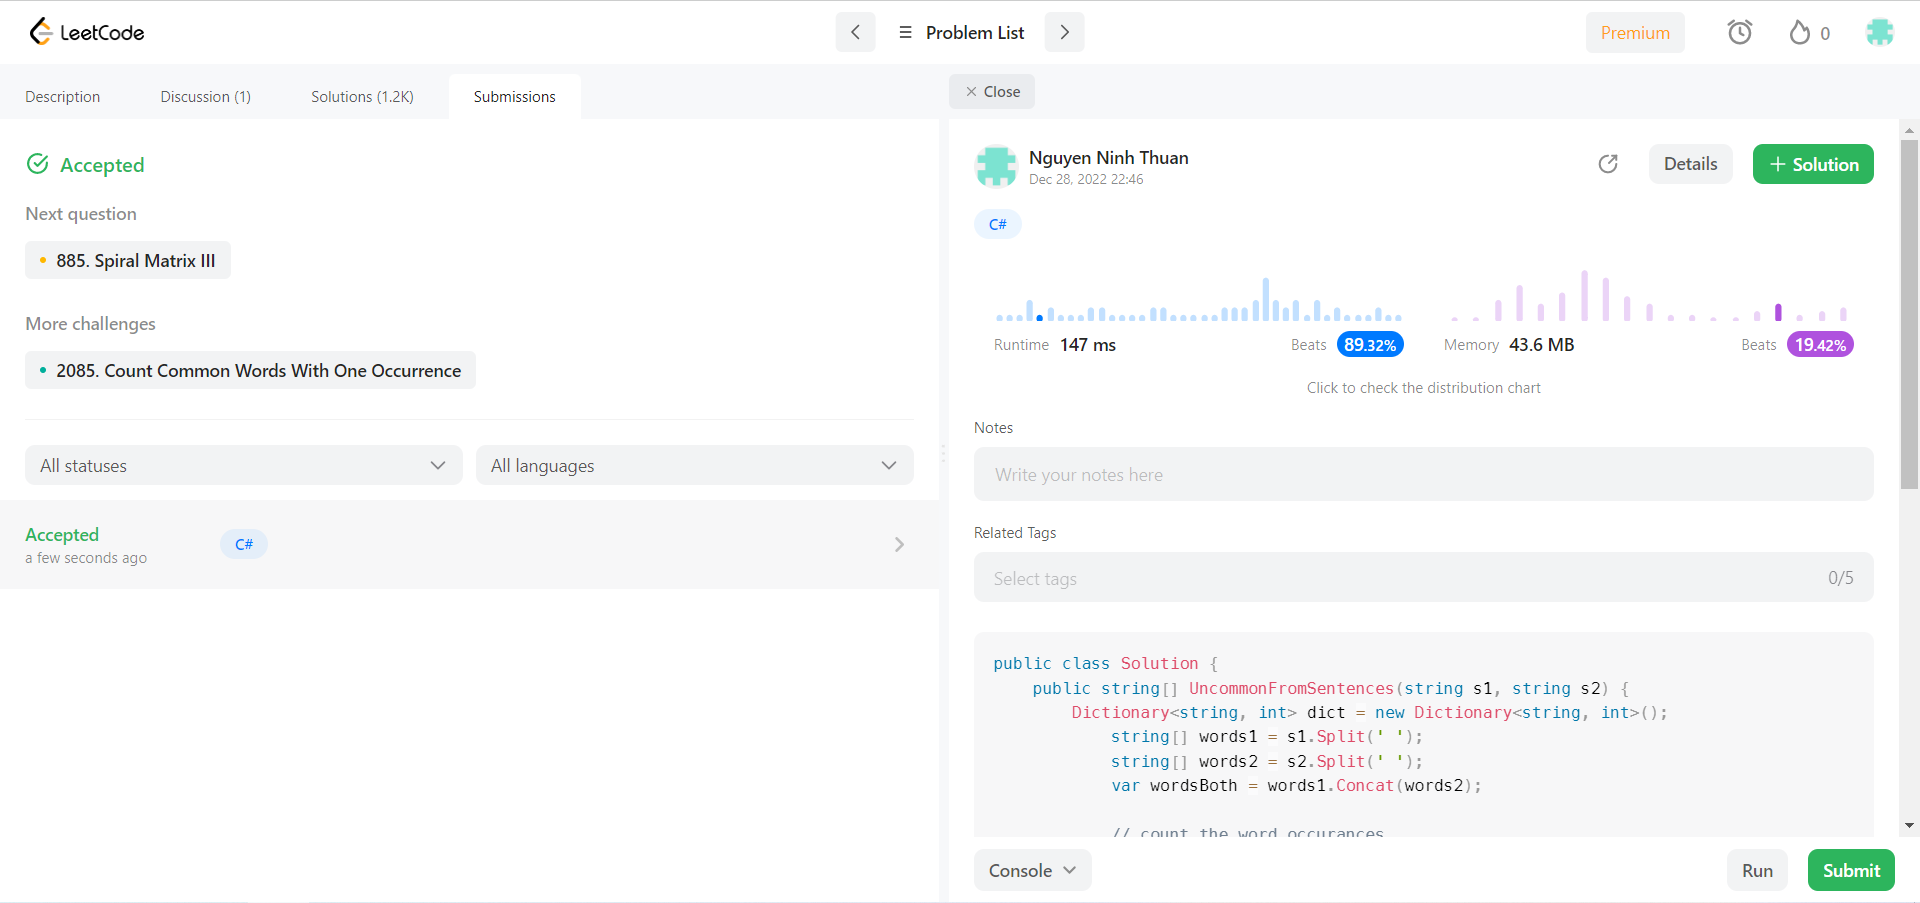 LeetCode
Problem List
Premium
0
Description
Discussion (1)
Solutions (1.2K)
Submissions
Close
Accepted
Next question
885. Spiral Matrix III
More challenges
2085. Count Common Words With One Occurrence
All statuses
All languages
Accepted
a few seconds ago
C#
Nguyen Ninh Thuan
Dec 28, 2022 22:46
Details
+ Solution
C#
Runtime 147 ms
Beats 89.32%
Memory 43.6 MB
Beats 19.42%
Click to check the distribution chart
Notes
Write your notes here
Related Tags
Select tags
0/5
public class Solution {
public string[] UncommonFromSentences(string s1, string s2) {
Dictionary<string, int> dict = new Dictionary<string, int>();
string[] words1 = s1.Split(' ');
string[] words2 = s2.Split(' ');
var wordsBoth = words1.Concat(words2);
// count the word occurances
Console
Run
Submit